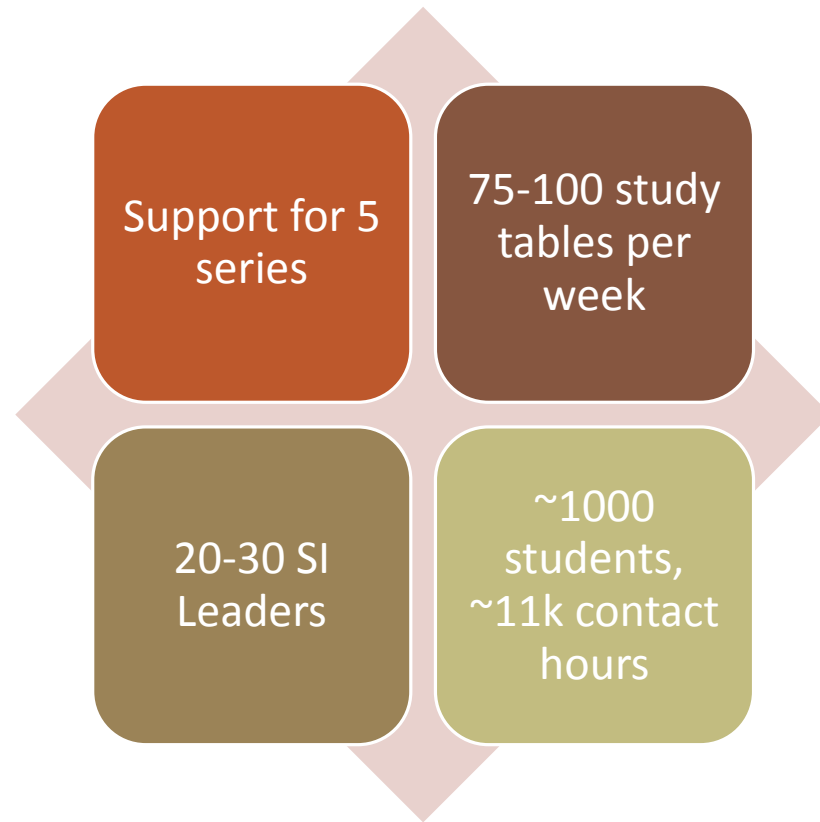 Support for 5
series
75-100 study
tables per
week
20-30 SI
Leaders
~1000
students,
~11k contact
hours